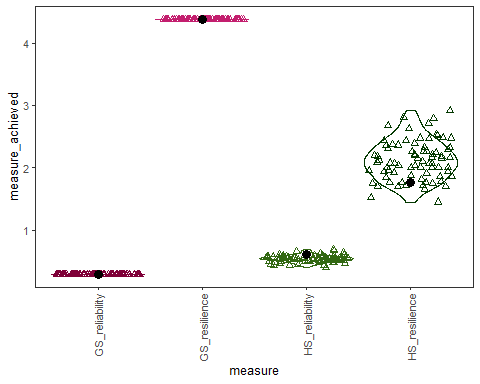 measure_achieved
4
3
2
1
GS_reliability
GS_resilience
HS_reliability
HS_resilience
measure